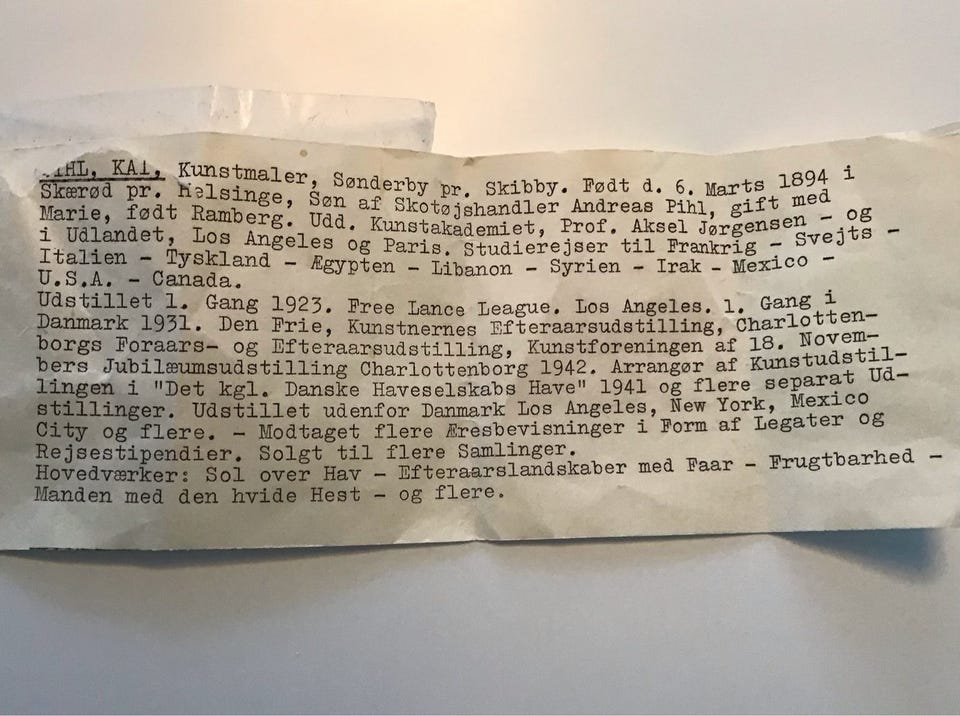 PIHL, KAI, Kunstmaler, Sønderby pr. Skibby. Født d. 6. Marts 1894 i
Skærød pr. Helsinge, Søn af Skotøjshandler Andreas Pihl, gift med
Marie, født Ramberg. Udd. Kunstakademiet, Prof. Aksel Jørgensen - og
i Udlandet, Los Angeles og Paris. Studierejser til Frankrig - Svejts -
Italien - Tyskland - Ægypten - Libanon - Syrien - Irak - Mexico -
U.S.A. - Canada.
Udstillet 1. Gang 1923. Free Lance League. Los Angeles. 1. Gang i
Danmark 1931. Den Frie, Kunstnernes Efteraarsudstilling, Charlotten-
borgs Foraars- og Efteraarsudstilling, Kunstforeningen af 18. Novem-
bers Jubilæumsudstilling Charlottenborg 1942. Arrangør af Kunstudstil-
lingen i "Det kgl. Danske Haveselskabs Have" 1941 og flere separat Ud-
stillinger. Udstillet udenfor Danmark Los Angeles, New York, Mexico
City og flere. - Modtaget flere Æresbevisninger i Form af Legater og
Rejsestipendier. Solgt til flere Samlinger.
Hovedværker: Sol over Hav - Efteraarslandskaber med Faar - Frugtbarhed -
Manden med den hvide Hest - og flere.